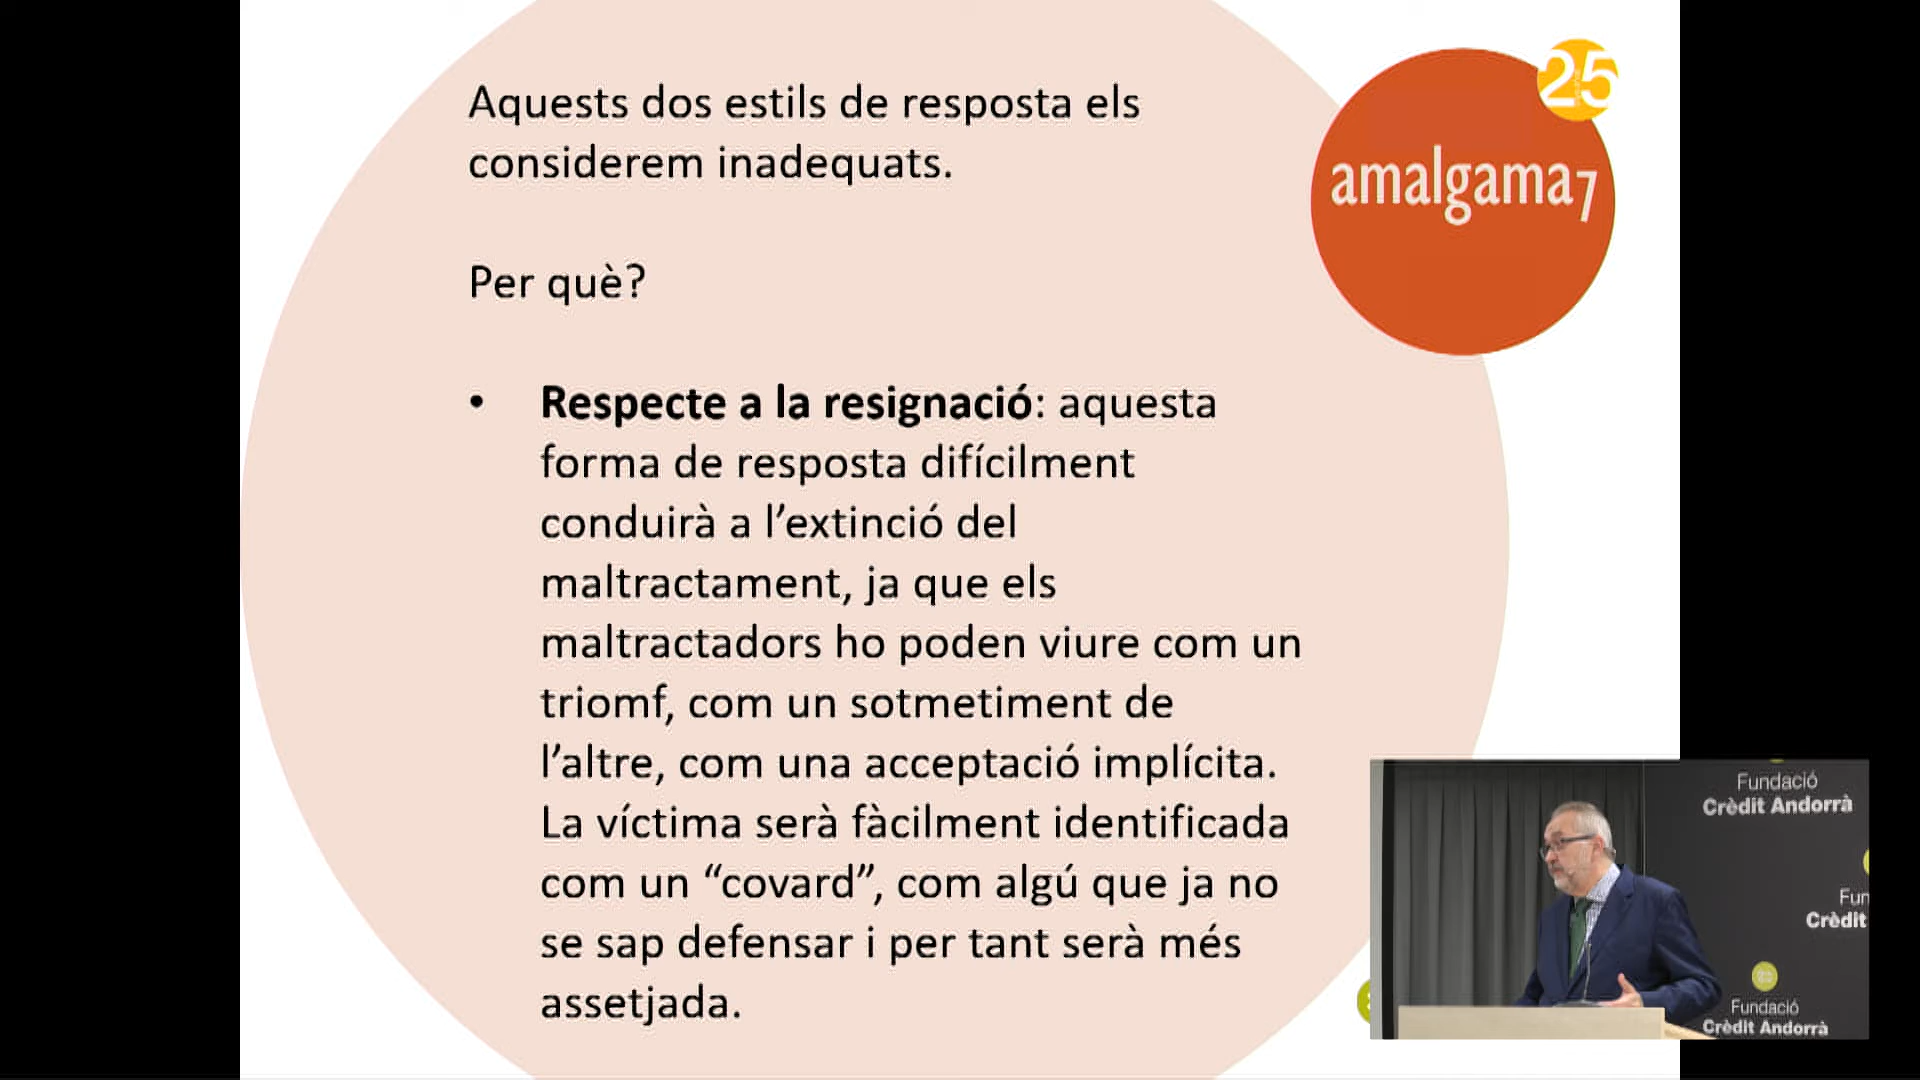 Aquests dos estils de resposta els
considerem inadequats.
Per què?
• Respecte a la resignació: aquesta
forma de resposta difícilment
conduirà a l’extinció del
maltractament, ja que els
maltractadors ho poden viure com un
triomf, com un sotmetiment de
l’altre, com una acceptació implícita.
La víctima serà fàcilment identificada
com un “covard”, com algú que ja no
se sap defensar i per tant serà més
assetjada.
25
amalgama7
Fundació
Crèdit Andorrà
Fun
Crèdit
Fundació
Crèdit Andorrà